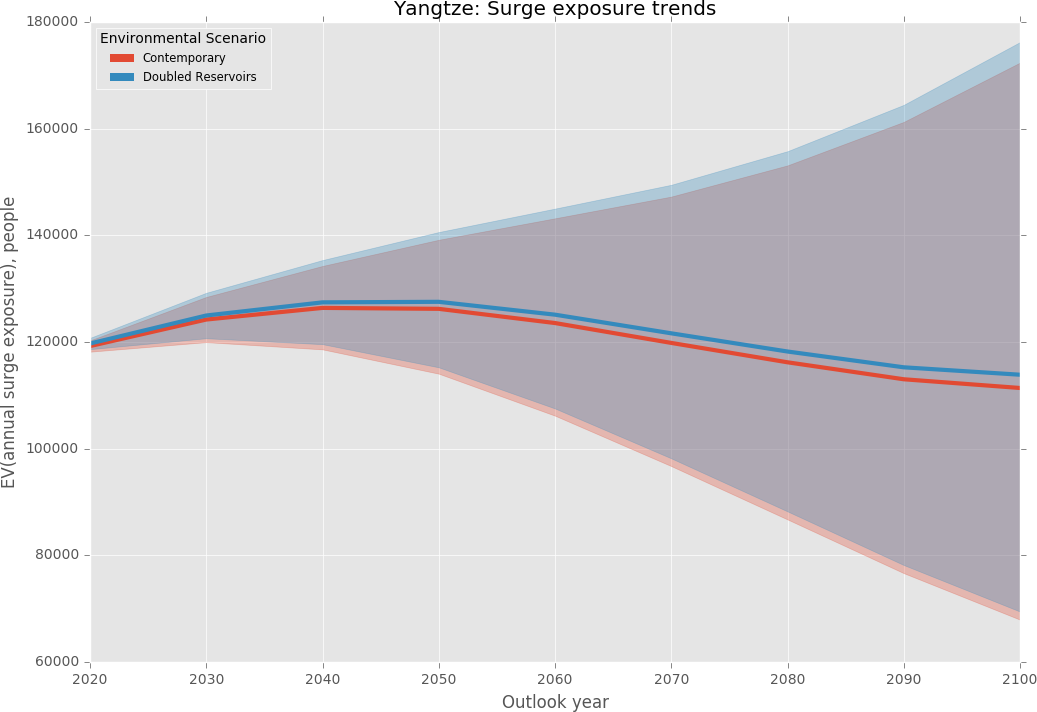 Yangtze: Surge exposure trends
180000
160000
140000
120000
100000
80000
60000
EV(annual surge exposure), people
Environmental Scenario
Contemporary
Doubled Reservoirs
2020 2030 2040 2050 2060 2070 2080 2090 2100
Outlook year